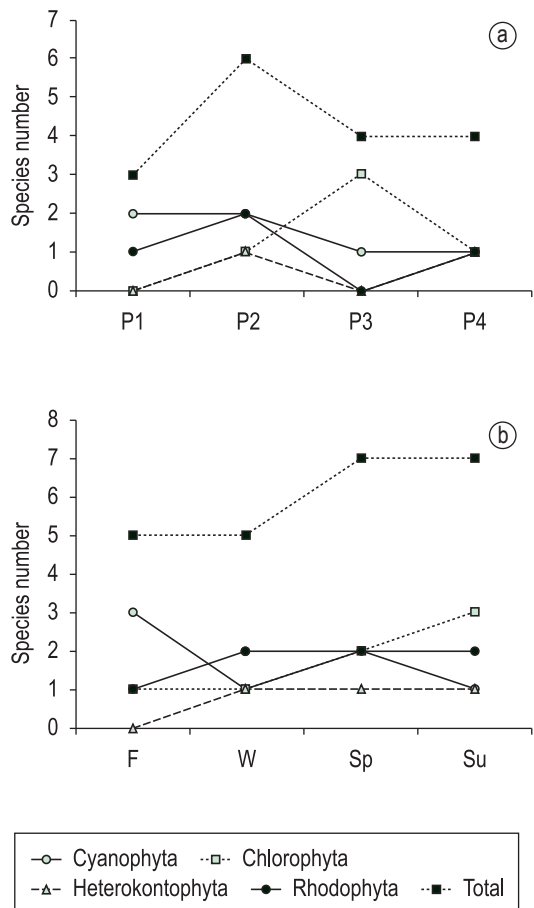 7
a
6
5
4
3
2
1
0
Species number
P1 P2 P3 P4
8
b
7
6
5
4
3
2
1
0
Species number
F W Sp Su
Cyanophyta Chlorophyta
Heterokontophyta Rhodophyta Total